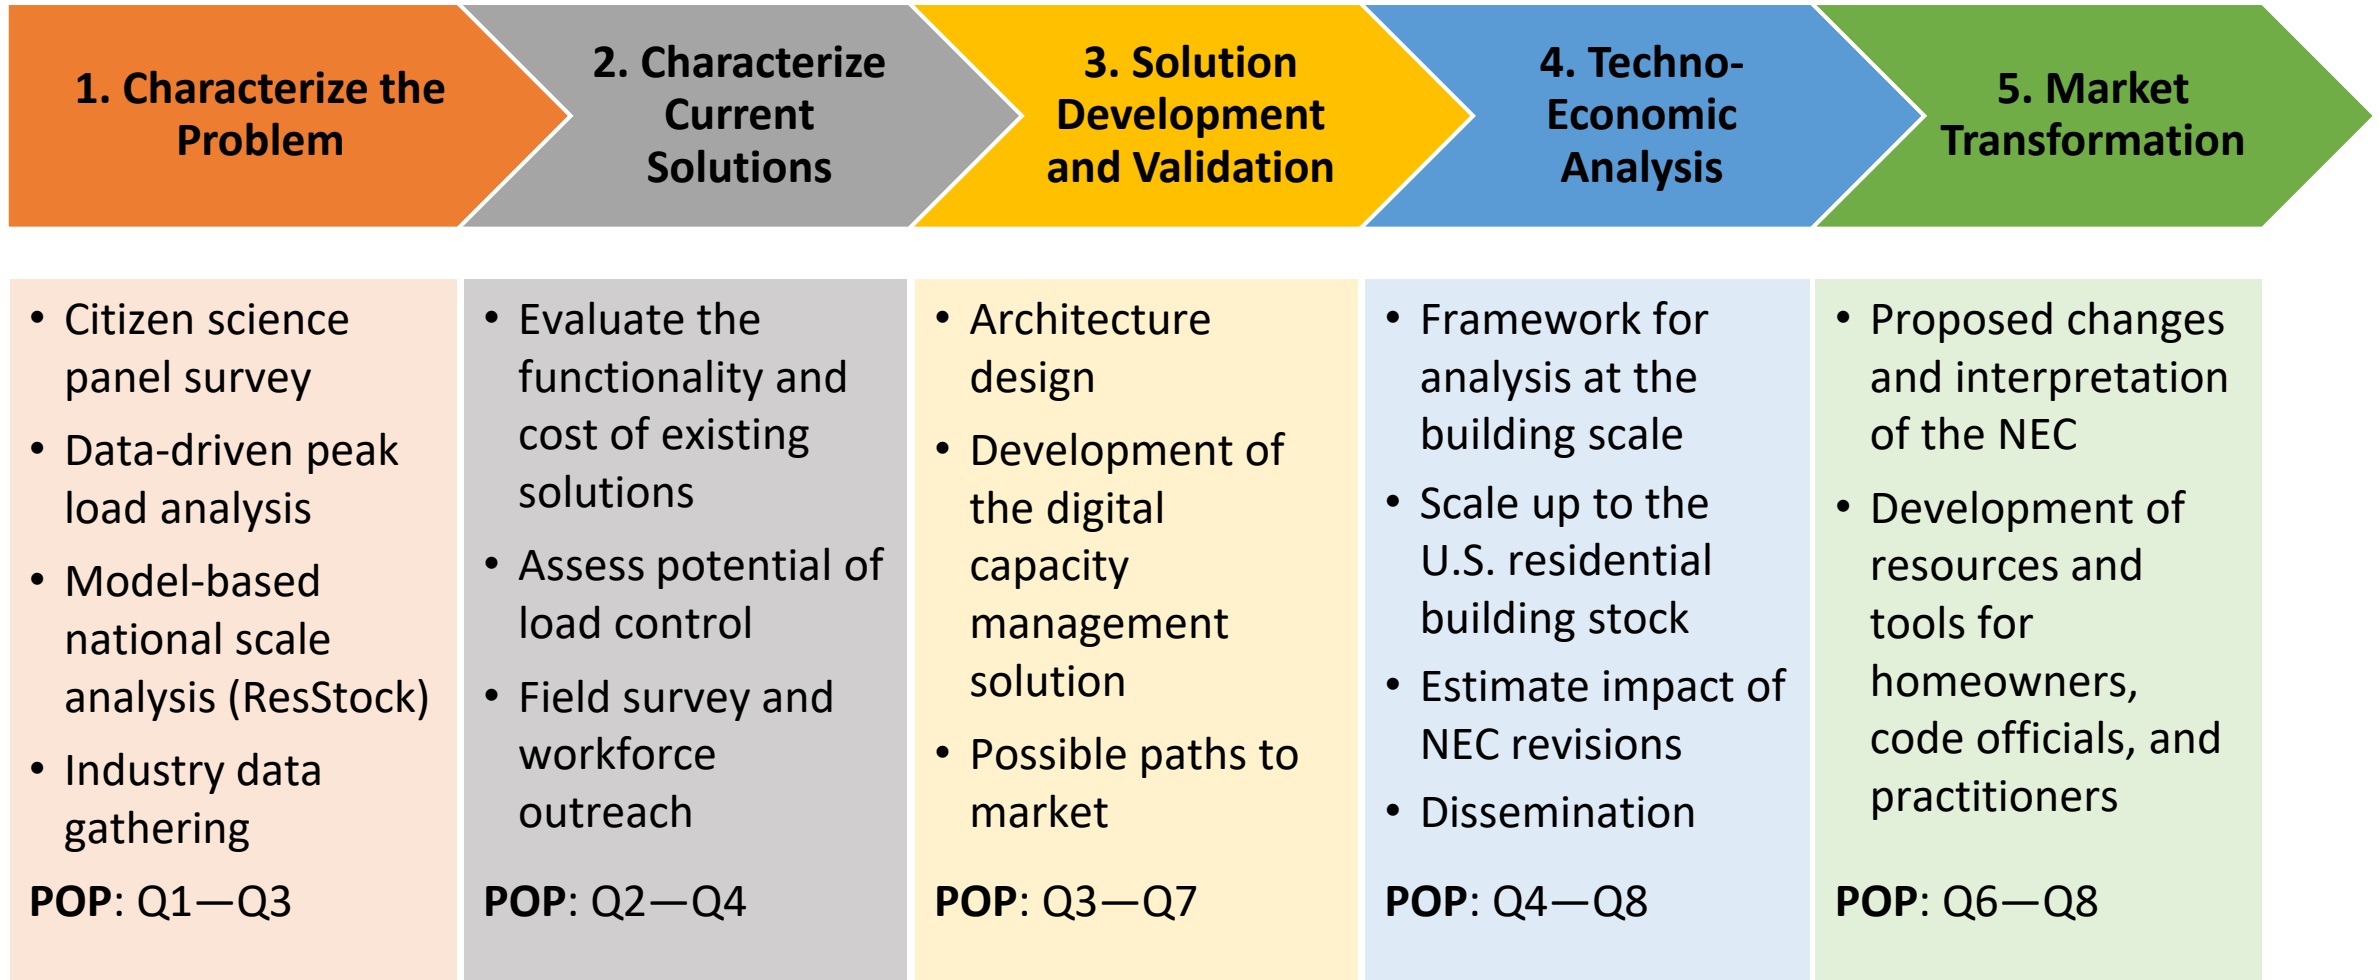 1. Characterize the
Problem
2. Characterize
Current
Solutions
3. Solution
Development
and Validation
4. Techno-
Economic
Analysis
5. Market
Transformation
• Citizen science
panel survey
• Data-driven peak
load analysis
• Model-based
national scale
analysis (ResStock)
• Industry data
gathering
POP: Q1—Q3
• Evaluate the
functionality and
cost of existing
solutions
• Assess potential of
load control
• Field survey and
workforce
outreach
POP: Q2—Q4
• Architecture
design
• Development of
the digital
capacity
management
solution
• Possible paths to
market
POP: Q3—Q7
• Framework for
analysis at the
building scale
• Scale up to the
U.S. residential
building stock
• Estimate impact of
NEC revisions
• Dissemination
POP: Q4—Q8
• Proposed changes
and interpretation
of the NEC
• Development of
resources and
tools for
homeowners,
code officials, and
practitioners
POP: Q6—Q8